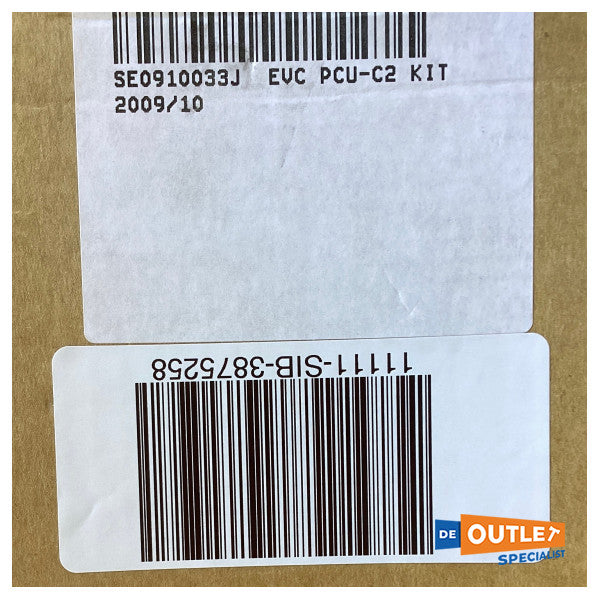 SE0910033J EVC PCU-C2 KIT
2009/10
11111-SIB-3875258
DE OUTLET
SPECIALIST